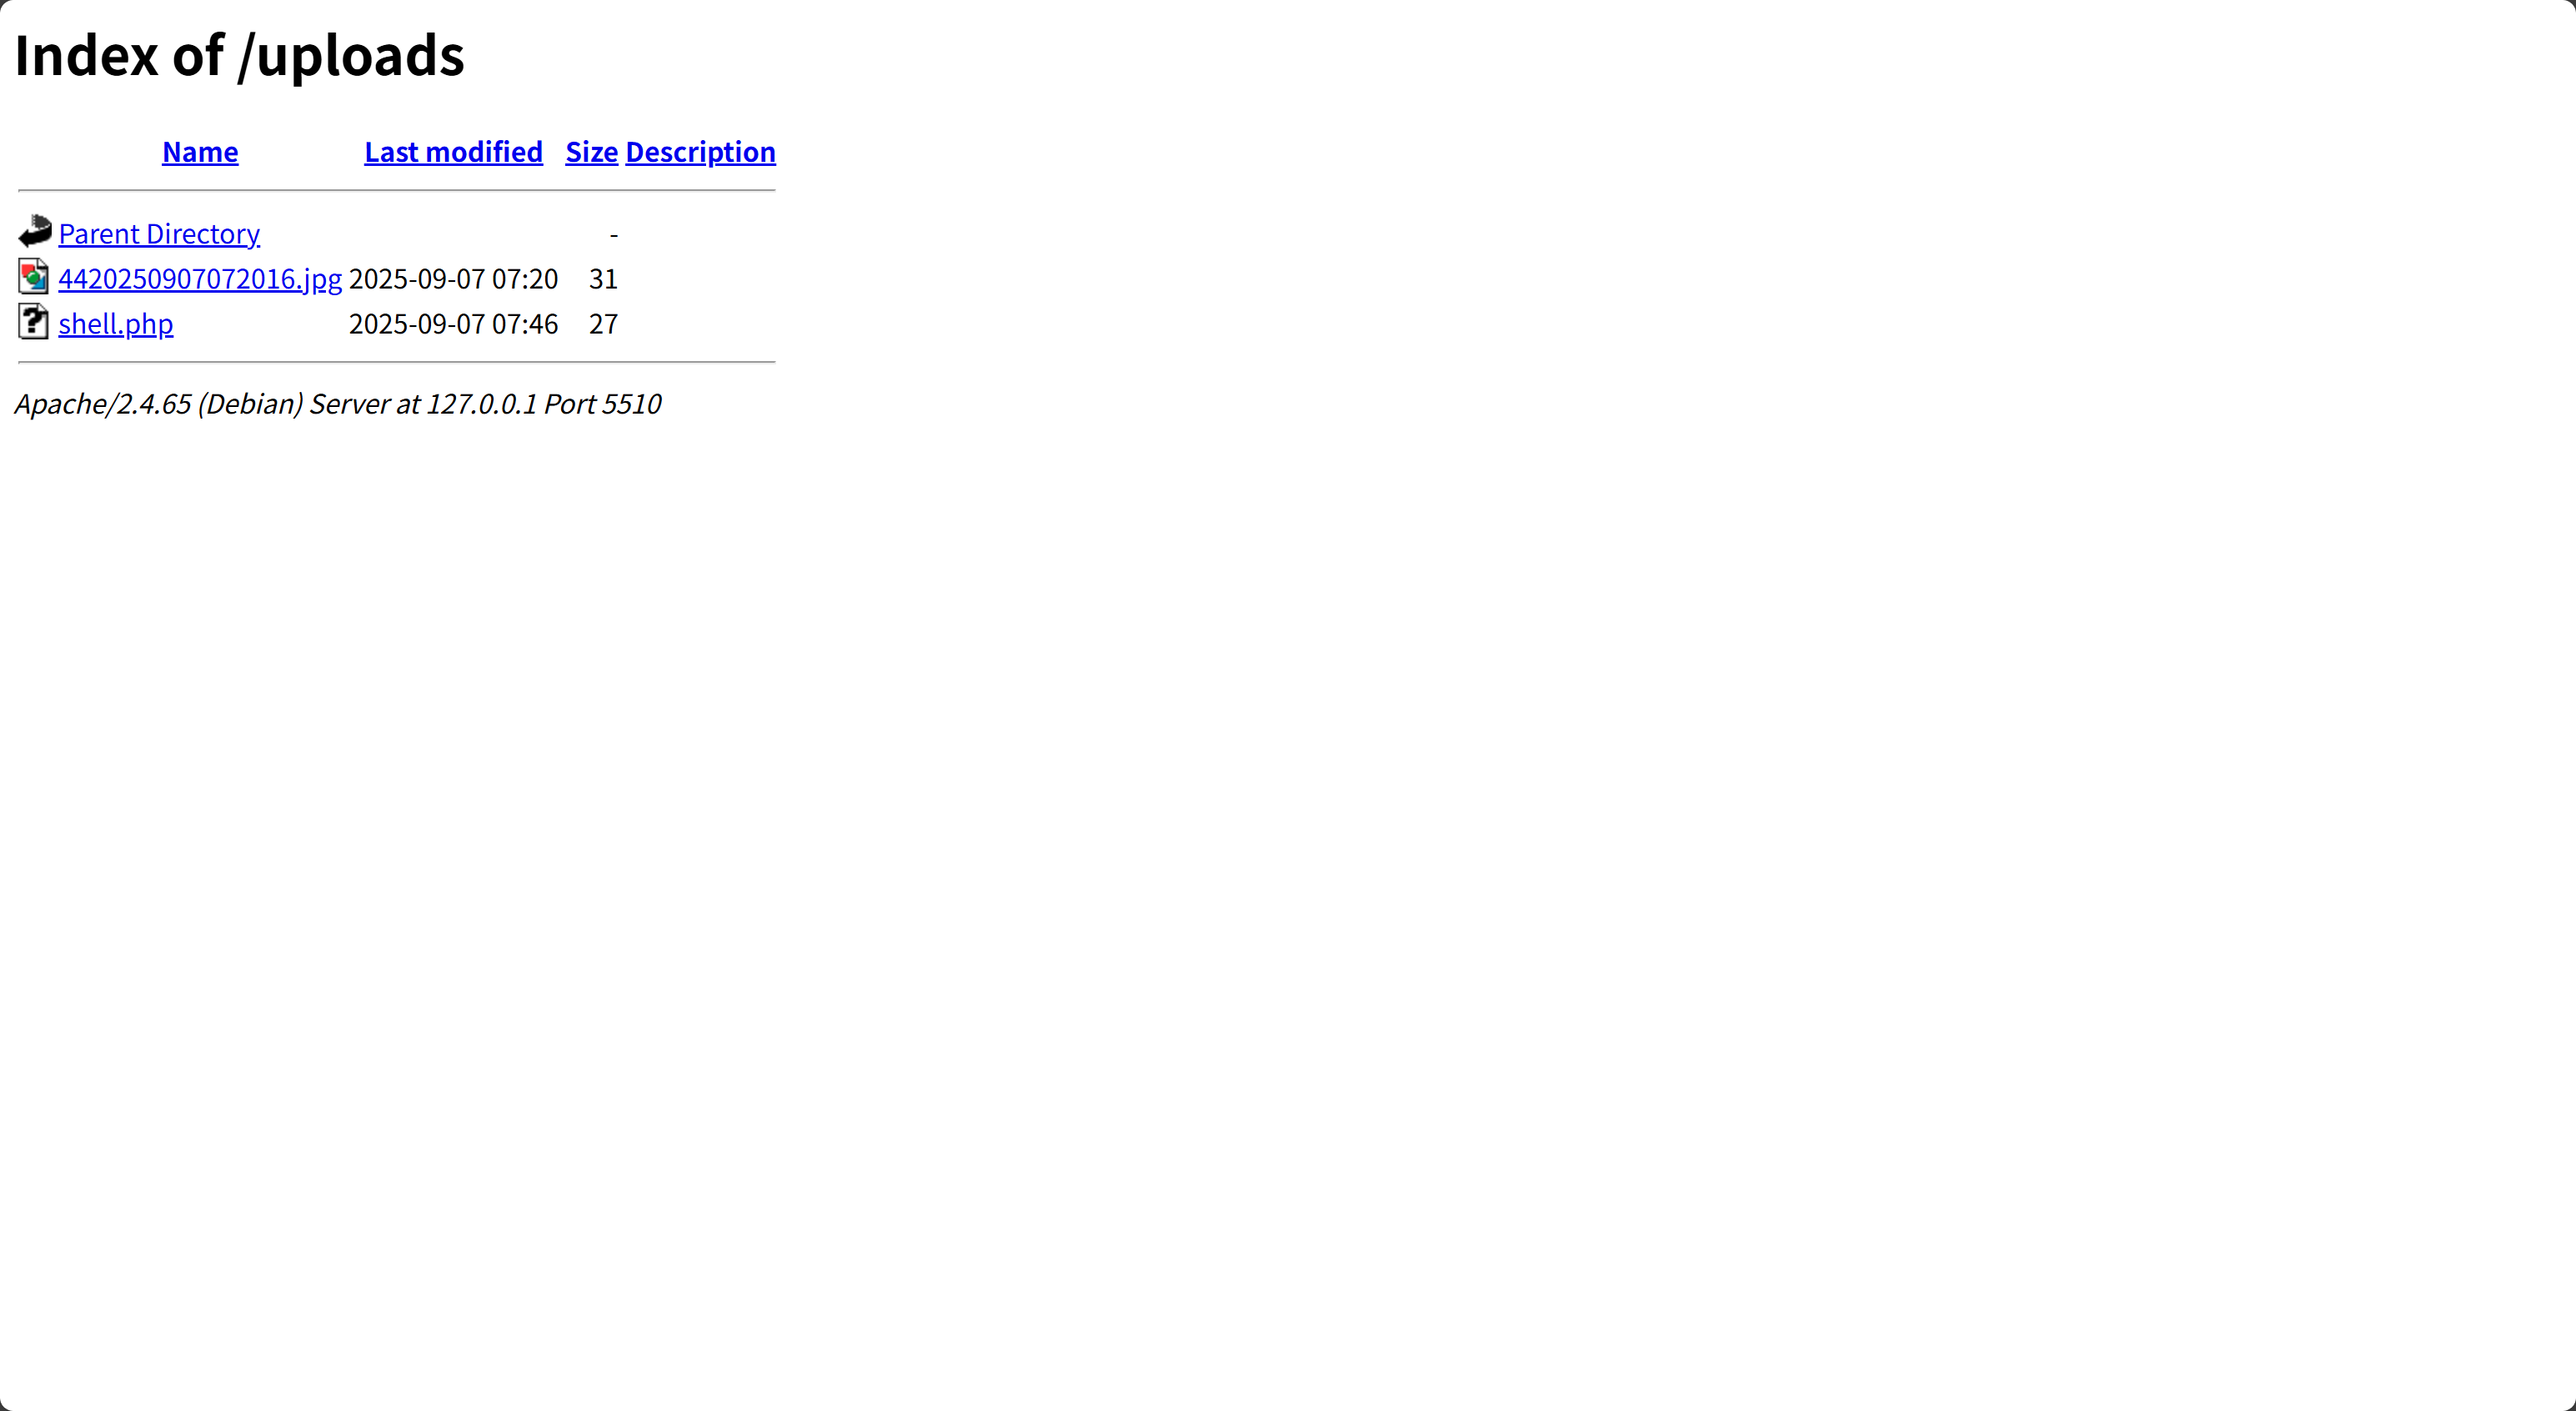 Index of /uploads
Name Last modified Size Description
Parent Directory -
4420250907072016.jpg 2025-09-07 07:20 31
shell.php 2025-09-07 07:46 27
Apache/2.4.65 (Debian) Server at 127.0.0.1 Port 5510